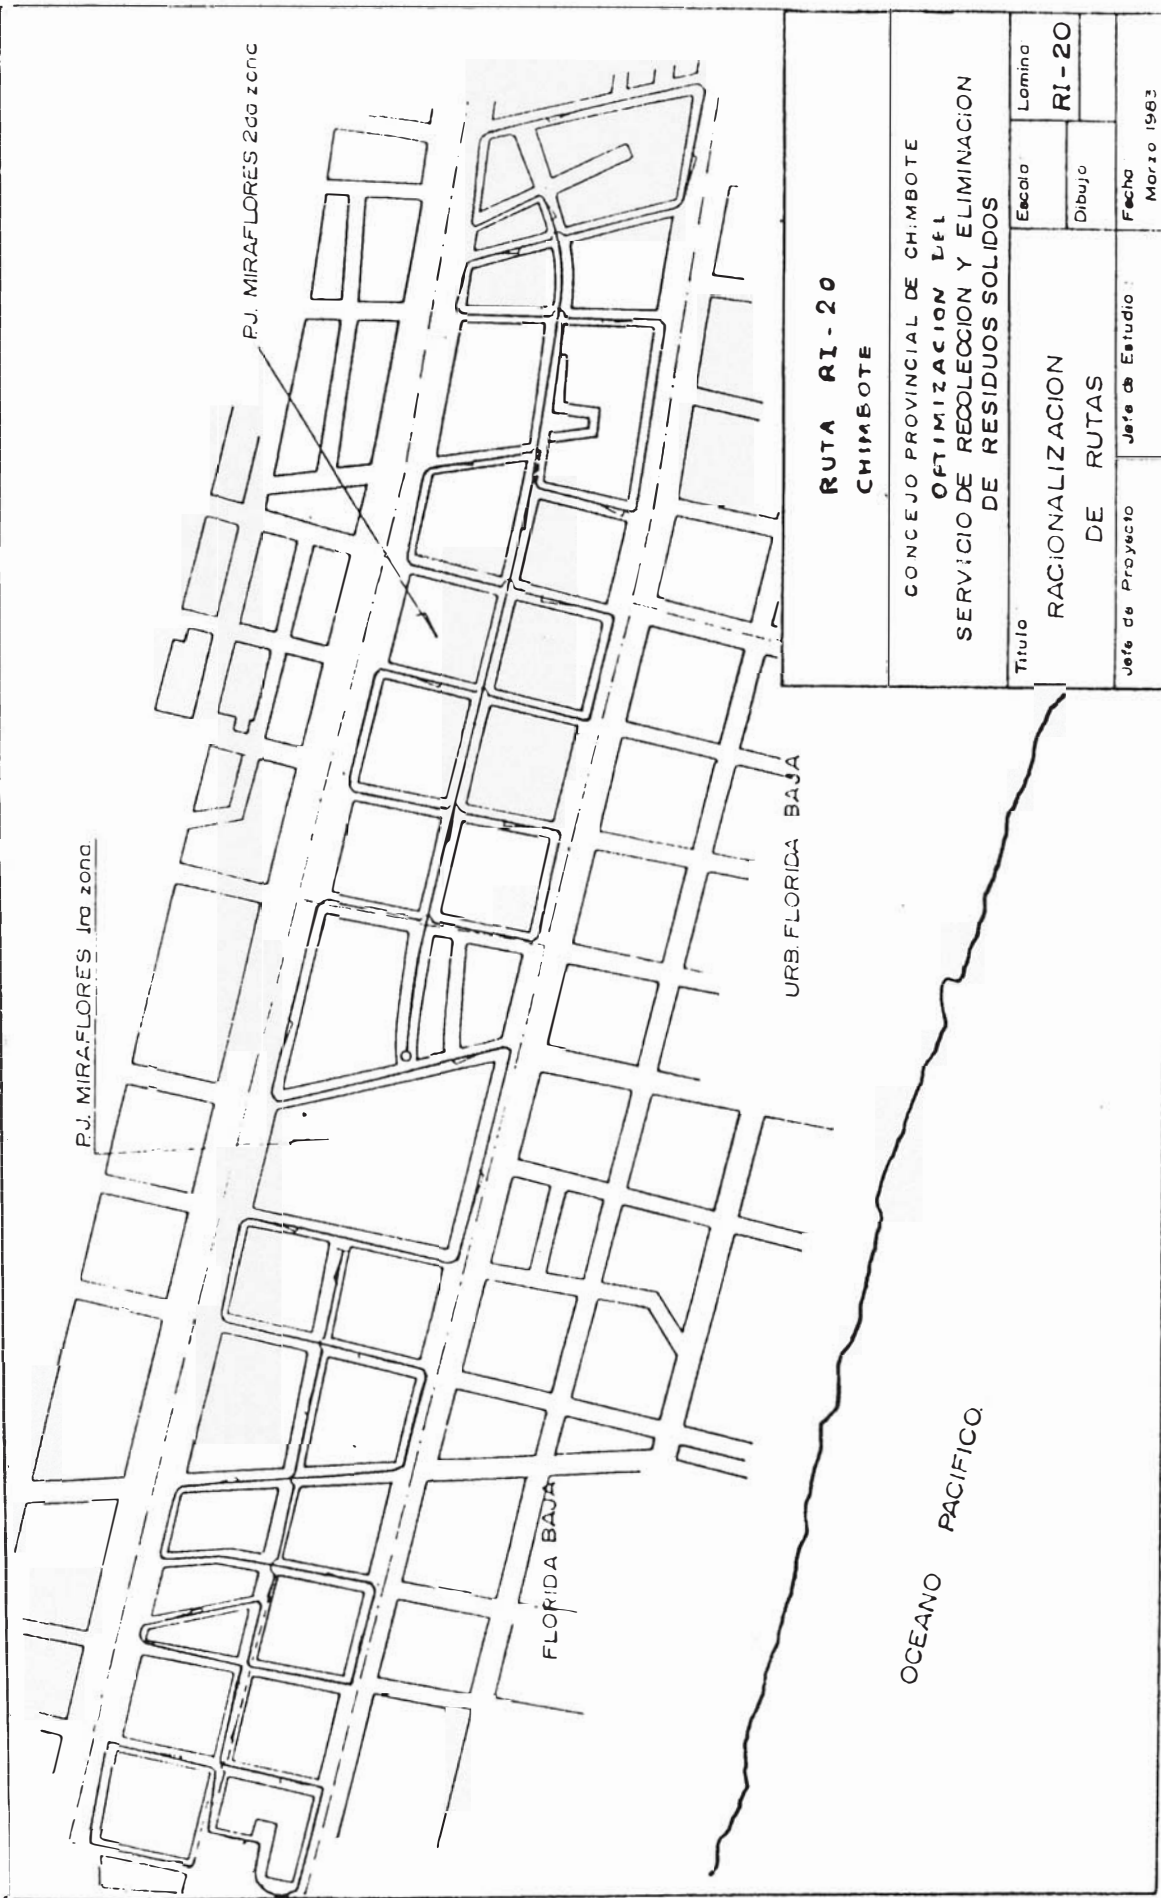 P.J. MIRAFLORES 1ra zona
P.J. MIRAFLORES 2da zona
URB. FLORIDA BAJA
FLORIDA BAJA
OCEANO PACIFICO.
RUTA RI-20
CHIMBOTE
CONCEJO PROVINCIAL DE CHIMBOTE
OPTIMIZACION DEL
SERVICIO DE RECOLECCION Y ELIMINACION
DE RESIDUOS SOLIDOS
Titulo
RACIONALIZACION
DE RUTAS
Escala
Lamina
RI-20
Dibujo
Jefe de Proyecto
Jefe de Estudio :
Fecha
Marzo 1983